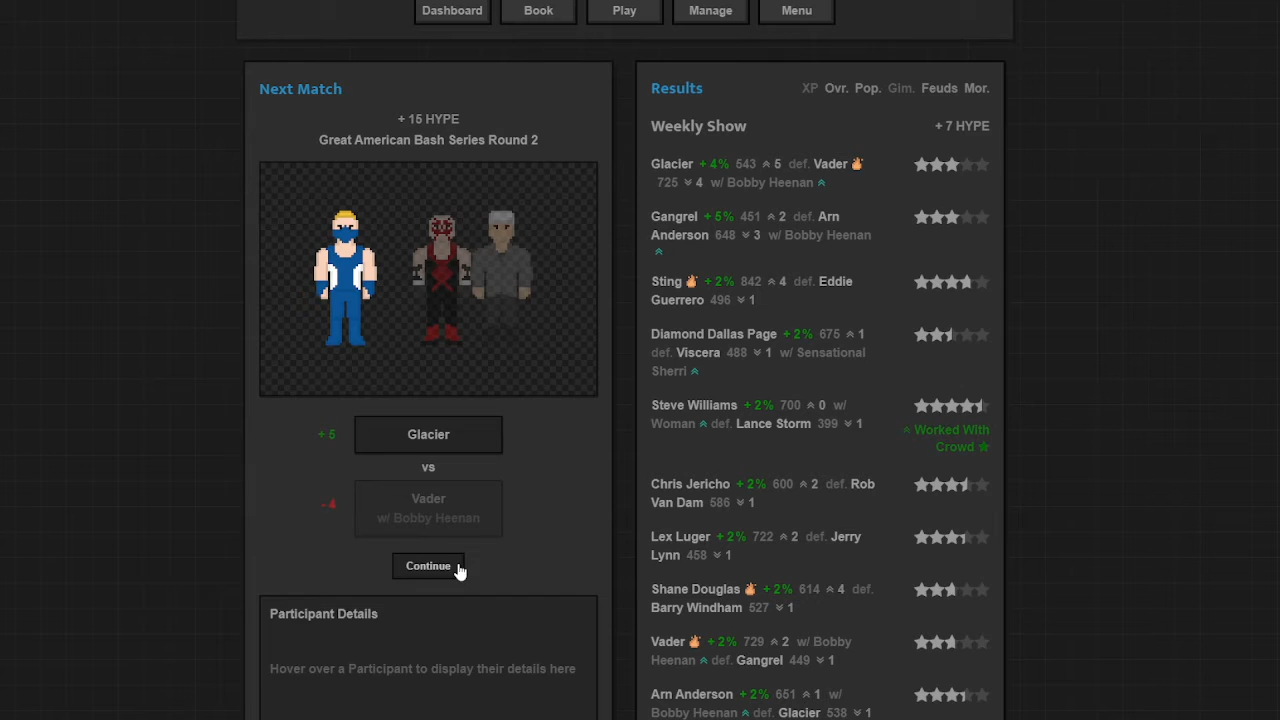 Dashboard
Book
Play
Manage
Menu
Next Match
+ 15 HYPE
Great American Bash Series Round 2
+ 5
Glacier
vs
- 4
Vader
w/ Bobby Heenan
Continue
Participant Details
Hover over a Participant to display their details here
Results
XP Ovr. Pop. Gim. Feuds Mor.
Weekly Show
+ 7 HYPE
Glacier + 4% 543 5 def. Vader
725 4 w/ Bobby Heenan
Gangrel + 5% 451 2 def. Arn
Anderson 648 3 w/ Bobby Heenan
Sting + 2% 842 4 def. Eddie
Guerrero 496 1
Diamond Dallas Page + 2% 675 1
def. Viscera 488 1 w/ Sensational
Sherri
Steve Williams + 2% 700 0 w/
Woman def. Lance Storm 399 1
Worked With
Crowd
Chris Jericho + 2% 600 2 def. Rob
Van Dam 586 1
Lex Luger + 2% 722 2 def. Jerry
Lynn 458 1
Shane Douglas + 2% 614 4 def.
Barry Windham 527 1
Vader + 2% 729 2 w/ Bobby
Heenan def. Gangrel 449 1
Arn Anderson + 2% 651 1 w/
Bobby Heenan def. Glacier 538 1